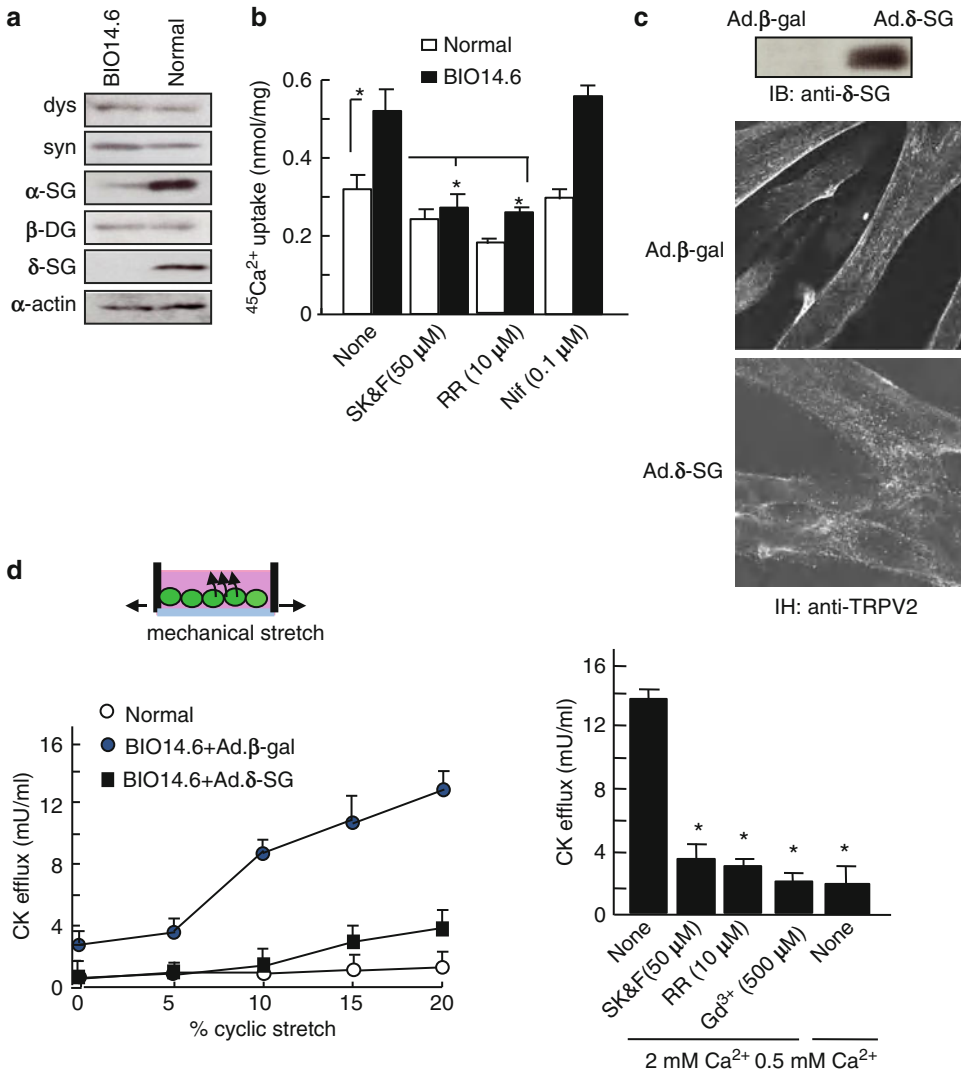 a
BIO14.6
Normal
dys
syn
α-SG
β-DG
δ-SG
α-actin
b
Normal
BIO14.6
⁴⁵Ca²⁺ uptake (nmol/mg)
0.6
0.4
0.2
0
*
*
*
None
SK&F(50 μM)
RR (10 μM)
Nif (0.1 μM)
c
Ad.β-gal Ad.δ-SG
IB: anti-δ-SG
Ad.β-gal
Ad.δ-SG
IH: anti-TRPV2
d
mechanical stretch
Normal
BIO14.6+Ad.β-gal
BIO14.6+Ad.δ-SG
CK efflux (mU/ml)
16
12
8
4
0
0 5 10 15 20
% cyclic stretch
CK efflux (mU/ml)
16
12
8
4
0
* * * *
None
SK&F(50 μM)
RR (10 μM)
Gd³⁺ (500 μM)
None
2 mM Ca²⁺ 0.5 mM Ca²⁺